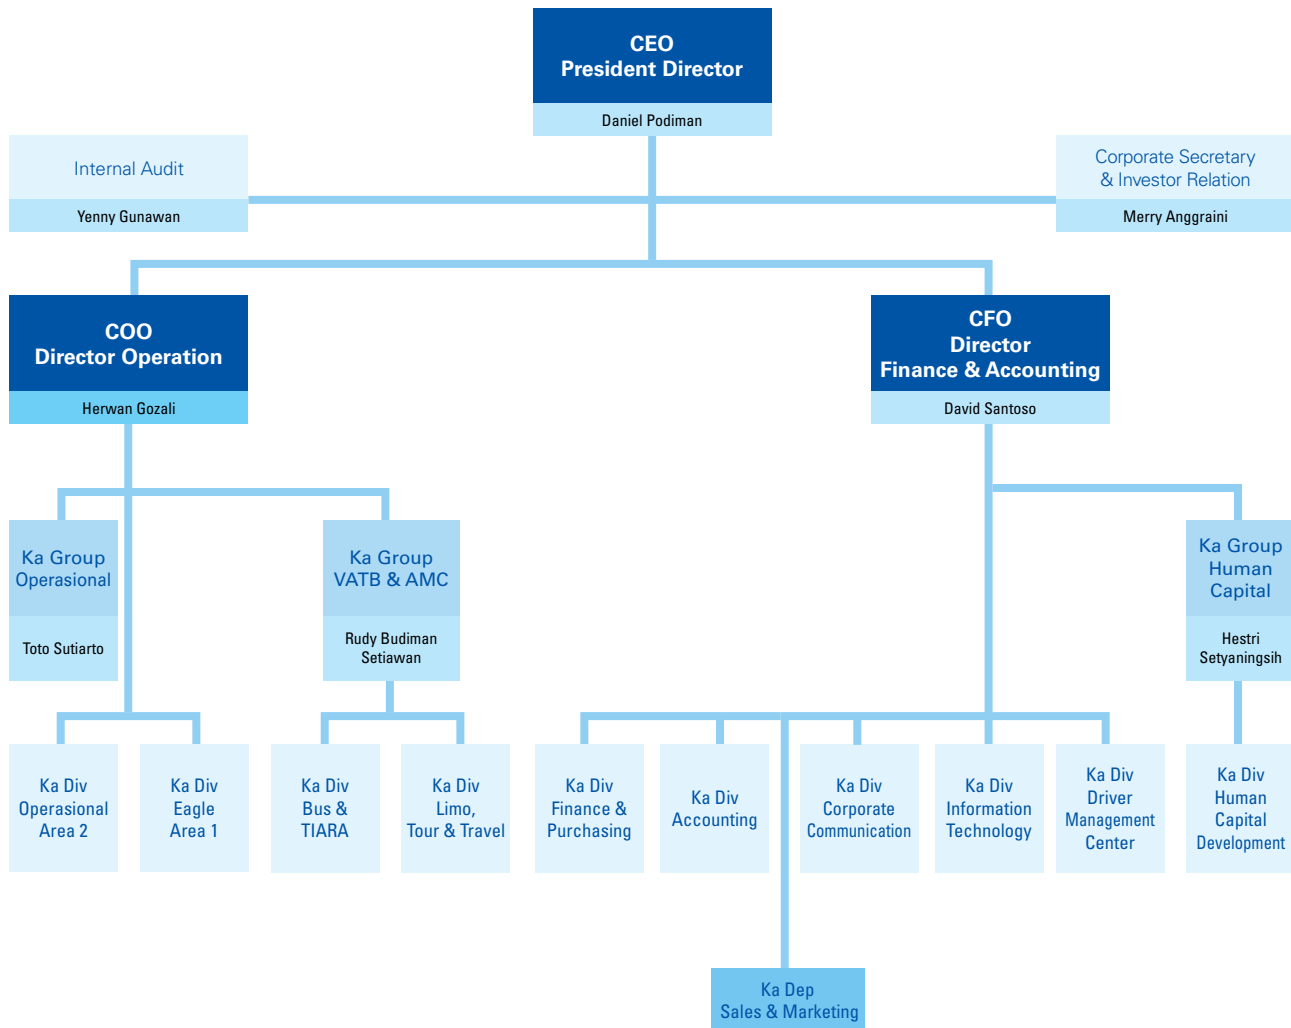 CEO
President Director
Daniel Podiman
Internal Audit
Yenny Gunawan
Corporate Secretary
& Investor Relation
Merry Anggraini
COO
Director Operation
Herwan Gozali
CFO
Director
Finance & Accounting
David Santoso
Ka Group
Operasional
Toto Sutiarto
Ka Group
VATB & AMC
Rudy Budiman
Setiawan
Ka Group
Human
Capital
Hestri
Setyaningsih
Ka Div
Operasional
Area 2
Ka Div
Eagle
Area 1
Ka Div
Bus &
TIARA
Ka Div
Limo,
Tour & Travel
Ka Div
Finance &
Purchasing
Ka Div
Accounting
Ka Div
Corporate
Communication
Ka Div
Information
Technology
Ka Div
Driver
Management
Center
Ka Div
Human
Capital
Development
Ka Dep
Sales & Marketing